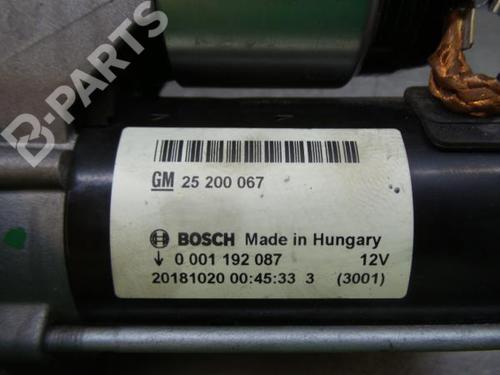 B-PARTS
GM 25 200 067
BOSCH Made in Hungary
↓ 0 001 192 087 12V
20181020 00:45:33 3 (3001)